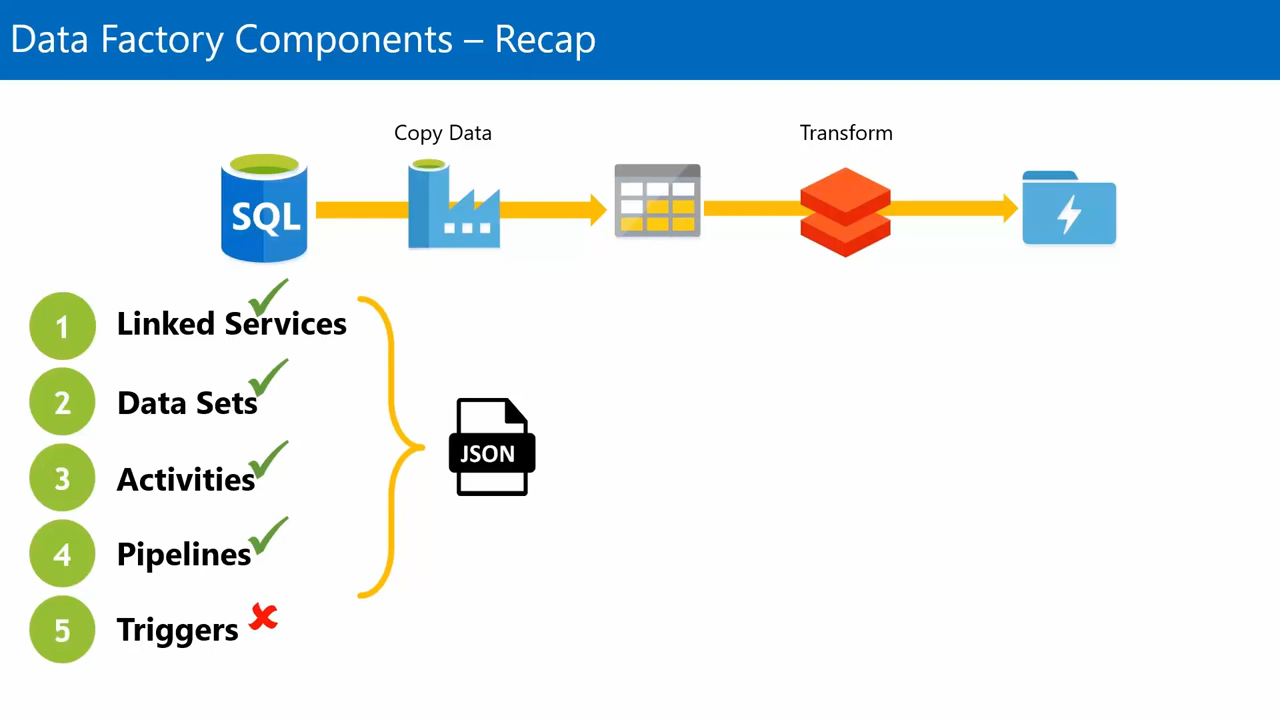 Data Factory Components – Recap
Copy Data
Transform
SQL
1 Linked Services
2 Data Sets
3 Activities
4 Pipelines
5 Triggers
JSON